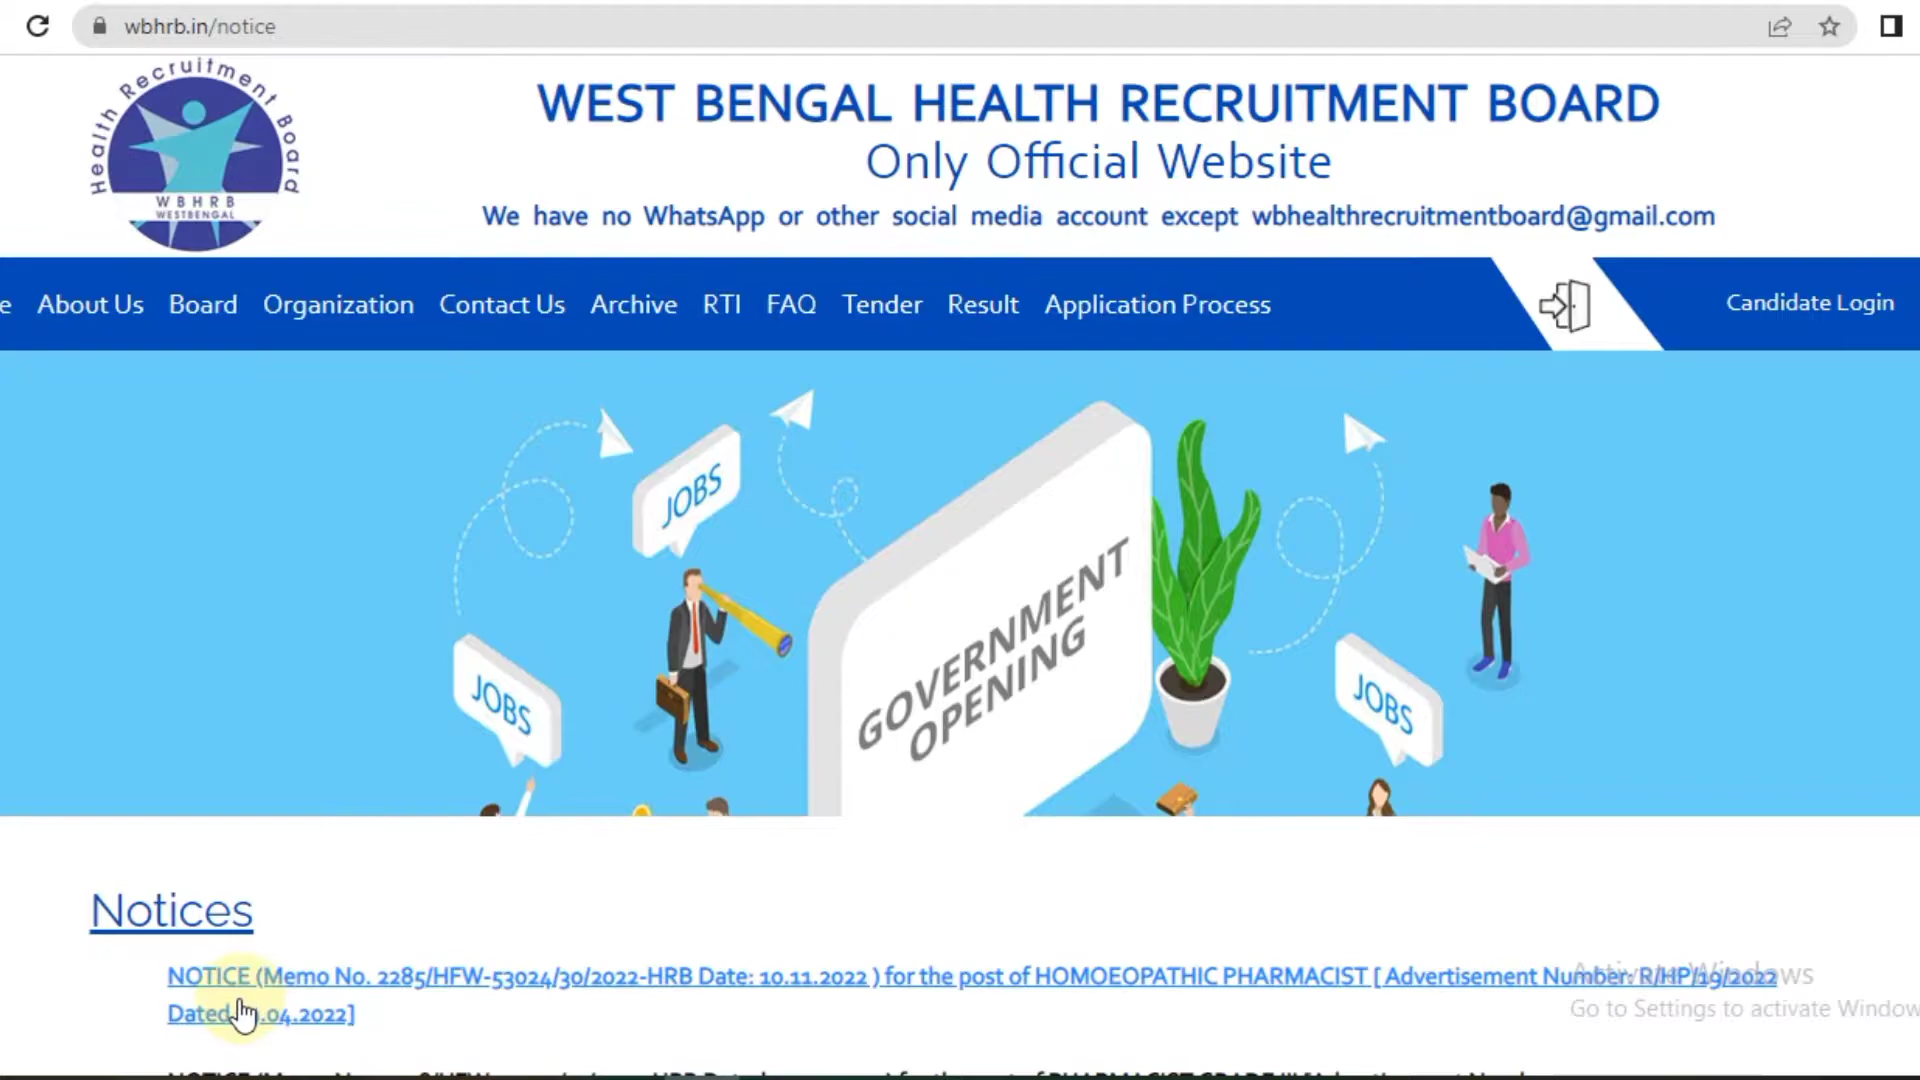 wbhrb.in/notice
Health Recruitment Board
WBHRB
WESTBENGAL
WEST BENGAL HEALTH RECRUITMENT BOARD
Only Official Website
We have no WhatsApp or other social media account except wbhealthrecruitmentboard@gmail.com
e About Us Board Organization Contact Us Archive RTI FAQ Tender Result Application Process Candidate Login
JOBS
GOVERNMENT
OPENING
JOBS
JOBS
Notices
NOTICE (Memo No. 2285/HFW-53024/30/2022-HRB Date: 10.11.2022 ) for the post of HOMOEOPATHIC PHARMACIST [ Advertisement Number- R/HP/19/2022
Dated .04.2022]
Activate Windows
Go to Settings to activate Window